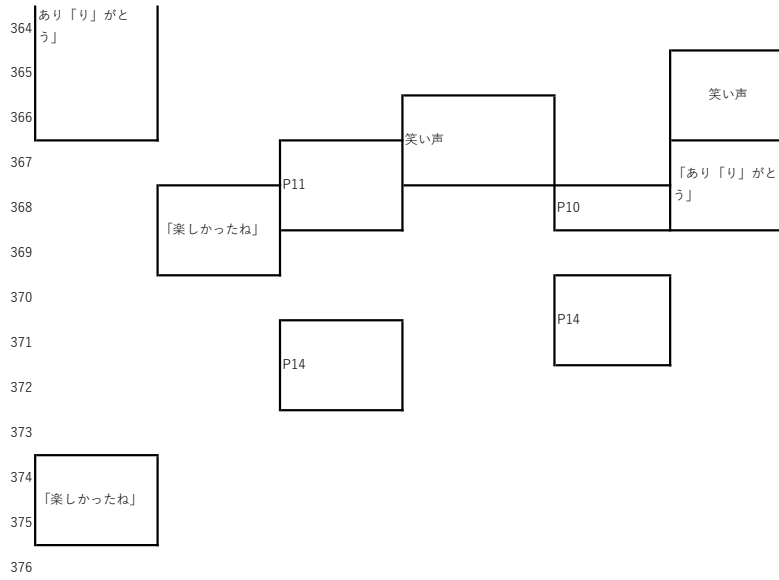 あり「り」がと
う」
364
365
笑い声
366
笑い声
367
「あり「り」がと
う」
P11
368
P10
「楽しかったね」
369
370
P14
371
P14
372
373
374
「楽しかったね」
375
376